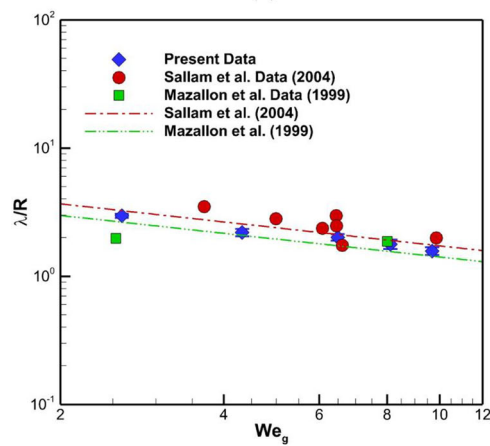 10²
Present Data
Sallam et al. Data (2004)
Mazallon et al. Data (1999)
Sallam et al. (2004)
Mazallon et al. (1999)
10¹
λ/R
10⁰
10⁻¹
2 4 6 8 10 12
We_g